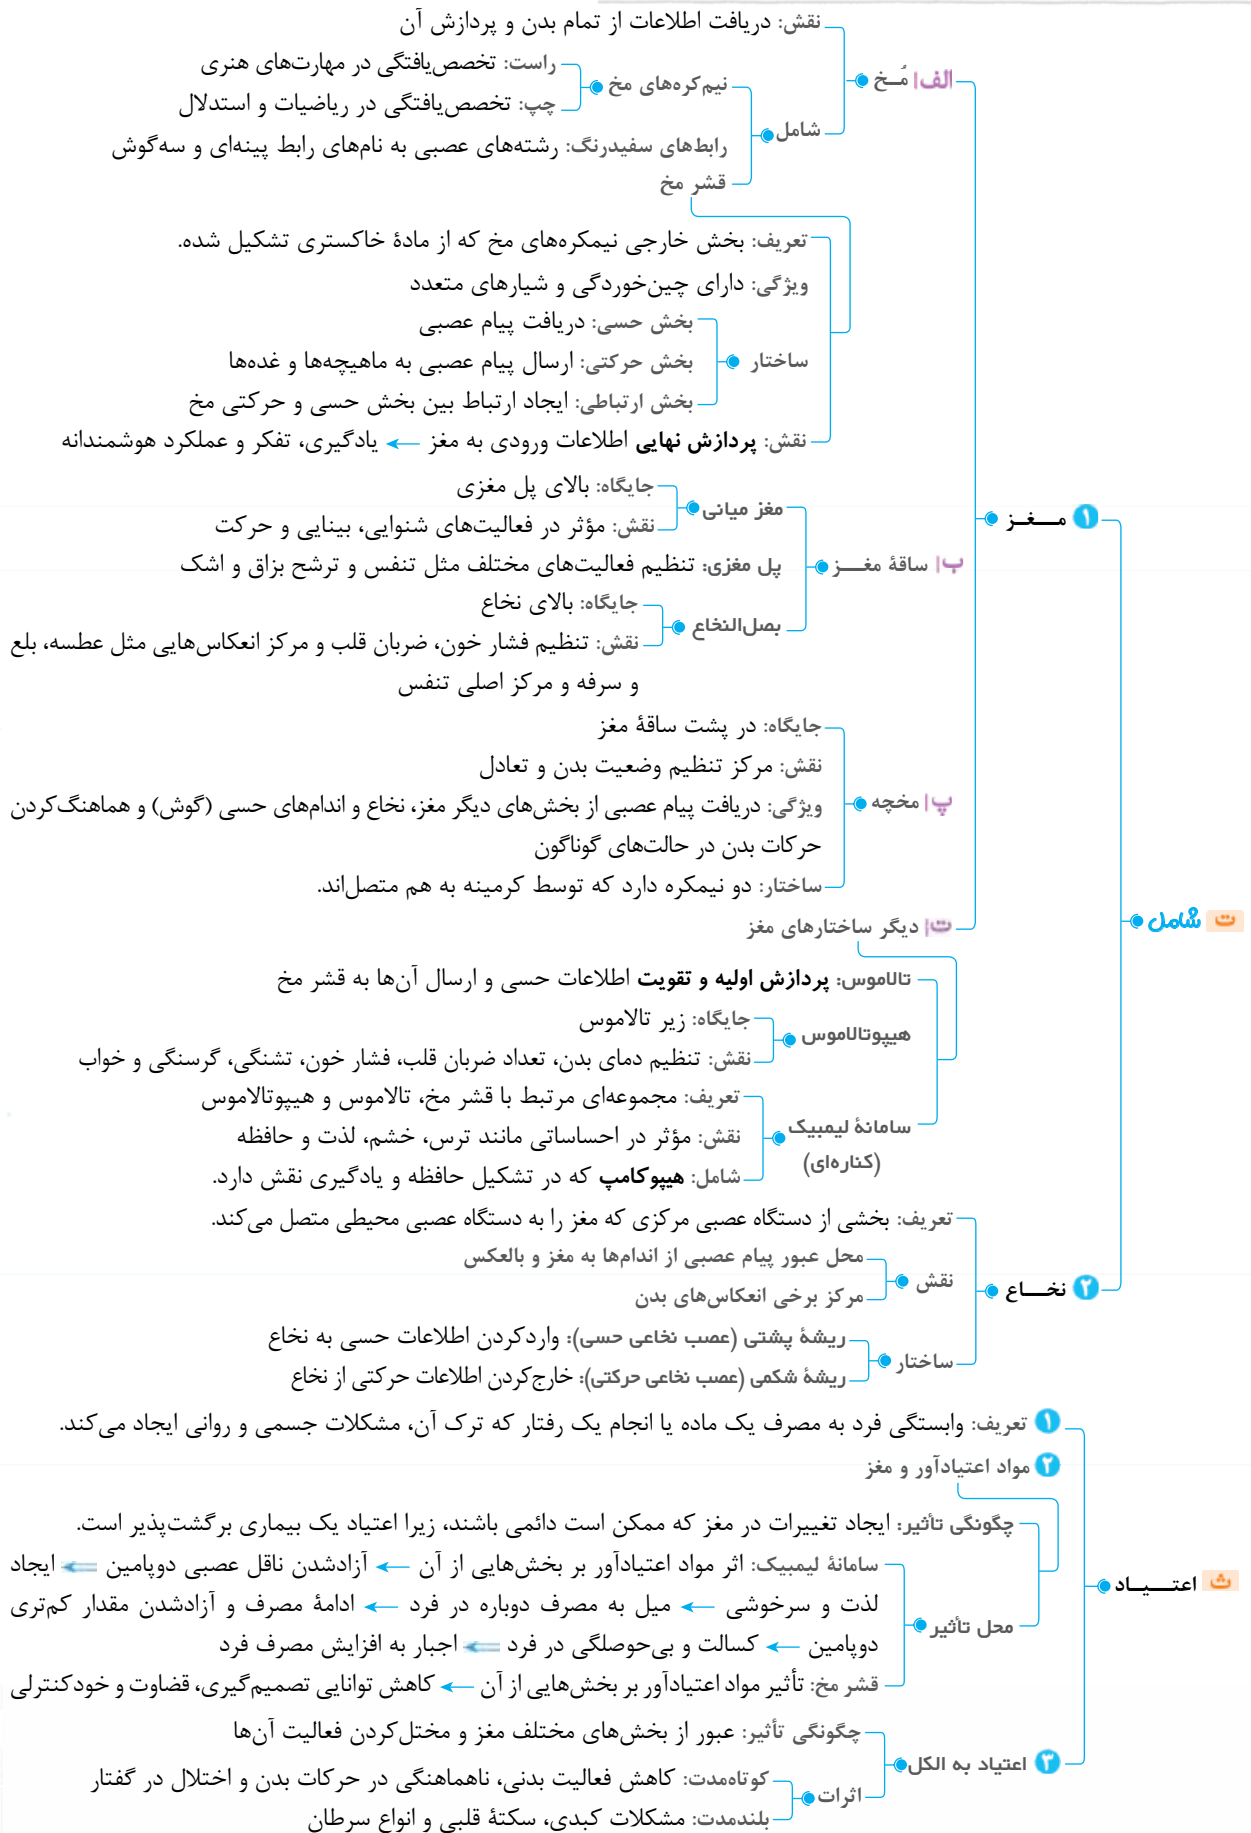 نقش: دریافت اطلاعات از تمام بدن و پردازش آن
الف| مُــخ
نیم‌کره‌های مخ
راست: تخصص‌یافتگی در مهارت‌های هنری
چپ: تخصص‌یافتگی در ریاضیات و استدلال
شامل
رابط‌های سفیدرنگ: رشته‌های عصبی به نام‌های رابط پینه‌ای و سه‌گوش
قشر مخ
تعریف: بخش خارجی نیمکره‌های مخ که از مادهٔ خاکستری تشکیل شده.
ویژگی: دارای چین‌خوردگی و شیارهای متعدد
ساختار
بخش حسی: دریافت پیام عصبی
بخش حرکتی: ارسال پیام عصبی به ماهیچه‌ها و غده‌ها
بخش ارتباطی: ایجاد ارتباط بین بخش حسی و حرکتی مخ
نقش: پردازش نهایی اطلاعات ورودی به مغز ← یادگیری، تفکر و عملکرد هوشمندانه
۱ مــــغــز
ب| ساقهٔ مغــــز
مغز میانی
جایگاه: بالای پل مغزی
نقش: مؤثر در فعالیت‌های شنوایی، بینایی و حرکت
پل مغزی: تنظیم فعالیت‌های مختلف مثل تنفس و ترشح بزاق و اشک
بصل‌النخاع
جایگاه: بالای نخاع
نقش: تنظیم فشار خون، ضربان قلب و مرکز انعکاس‌هایی مثل عطسه، بلع
و سرفه و مرکز اصلی تنفس
پ| مخچه
جایگاه: در پشت ساقهٔ مغز
نقش: مرکز تنظیم وضعیت بدن و تعادل
ویژگی: دریافت پیام عصبی از بخش‌های دیگر مغز، نخاع و اندام‌های حسی (گوش) و هماهنگ‌کردن
حرکات بدن در حالت‌های گوناگون
ساختار: دو نیمکره دارد که توسط کرمینه به هم متصل‌اند.
ت شامل
ت| دیگر ساختارهای مغز
تالاموس: پردازش اولیه و تقویت اطلاعات حسی و ارسال آن‌ها به قشر مخ
هیپوتالاموس
جایگاه: زیر تالاموس
نقش: تنظیم دمای بدن، تعداد ضربان قلب، فشار خون، تشنگی، گرسنگی و خواب
سامانهٔ لیمبیک
(کناره‌ای)
تعریف: مجموعه‌ای مرتبط با قشر مخ، تالاموس و هیپوتالاموس
نقش: مؤثر در احساساتی مانند ترس، خشم، لذت و حافظه
شامل: هیپوکامپ که در تشکیل حافظه و یادگیری نقش دارد.
۲ نخــــاع
تعریف: بخشی از دستگاه عصبی مرکزی که مغز را به دستگاه عصبی محیطی متصل می‌کند.
نقش
محل عبور پیام عصبی از اندام‌ها به مغز و بالعکس
مرکز برخی انعکاس‌های بدن
ساختار
ریشهٔ پشتی (عصب نخاعی حسی): واردکردن اطلاعات حسی به نخاع
ریشهٔ شکمی (عصب نخاعی حرکتی): خارج‌کردن اطلاعات حرکتی از نخاع
ث اعتــــیــاد
۱ تعریف: وابستگی فرد به مصرف یک ماده یا انجام یک رفتار که ترک آن، مشکلات جسمی و روانی ایجاد می‌کند.
۲ مواد اعتیادآور و مغز
چگونگی تأثیر: ایجاد تغییرات در مغز که ممکن است دائمی باشند، زیرا اعتیاد یک بیماری برگشت‌پذیر است.
محل تأثیر
سامانهٔ لیمبیک: اثر مواد اعتیادآور بر بخش‌هایی از آن ← آزادشدن ناقل عصبی دوپامین ← ایجاد
لذت و سرخوشی ← میل به مصرف دوباره در فرد ← ادامهٔ مصرف و آزادشدن مقدار کم‌تری
دوپامین ← کسالت و بی‌حوصلگی در فرد ← اجبار به افزایش مصرف فرد
قشر مخ: تأثیر مواد اعتیادآور بر بخش‌هایی از آن ← کاهش توانایی تصمیم‌گیری، قضاوت و خودکنترلی
۳ اعتیاد به الکل
چگونگی تأثیر: عبور از بخش‌های مختلف مغز و مختل‌کردن فعالیت آن‌ها
اثرات
کوتاه‌مدت: کاهش فعالیت بدنی، ناهماهنگی در حرکات بدن و اختلال در گفتار
بلندمدت: مشکلات کبدی، سکتهٔ قلبی و انواع سرطان